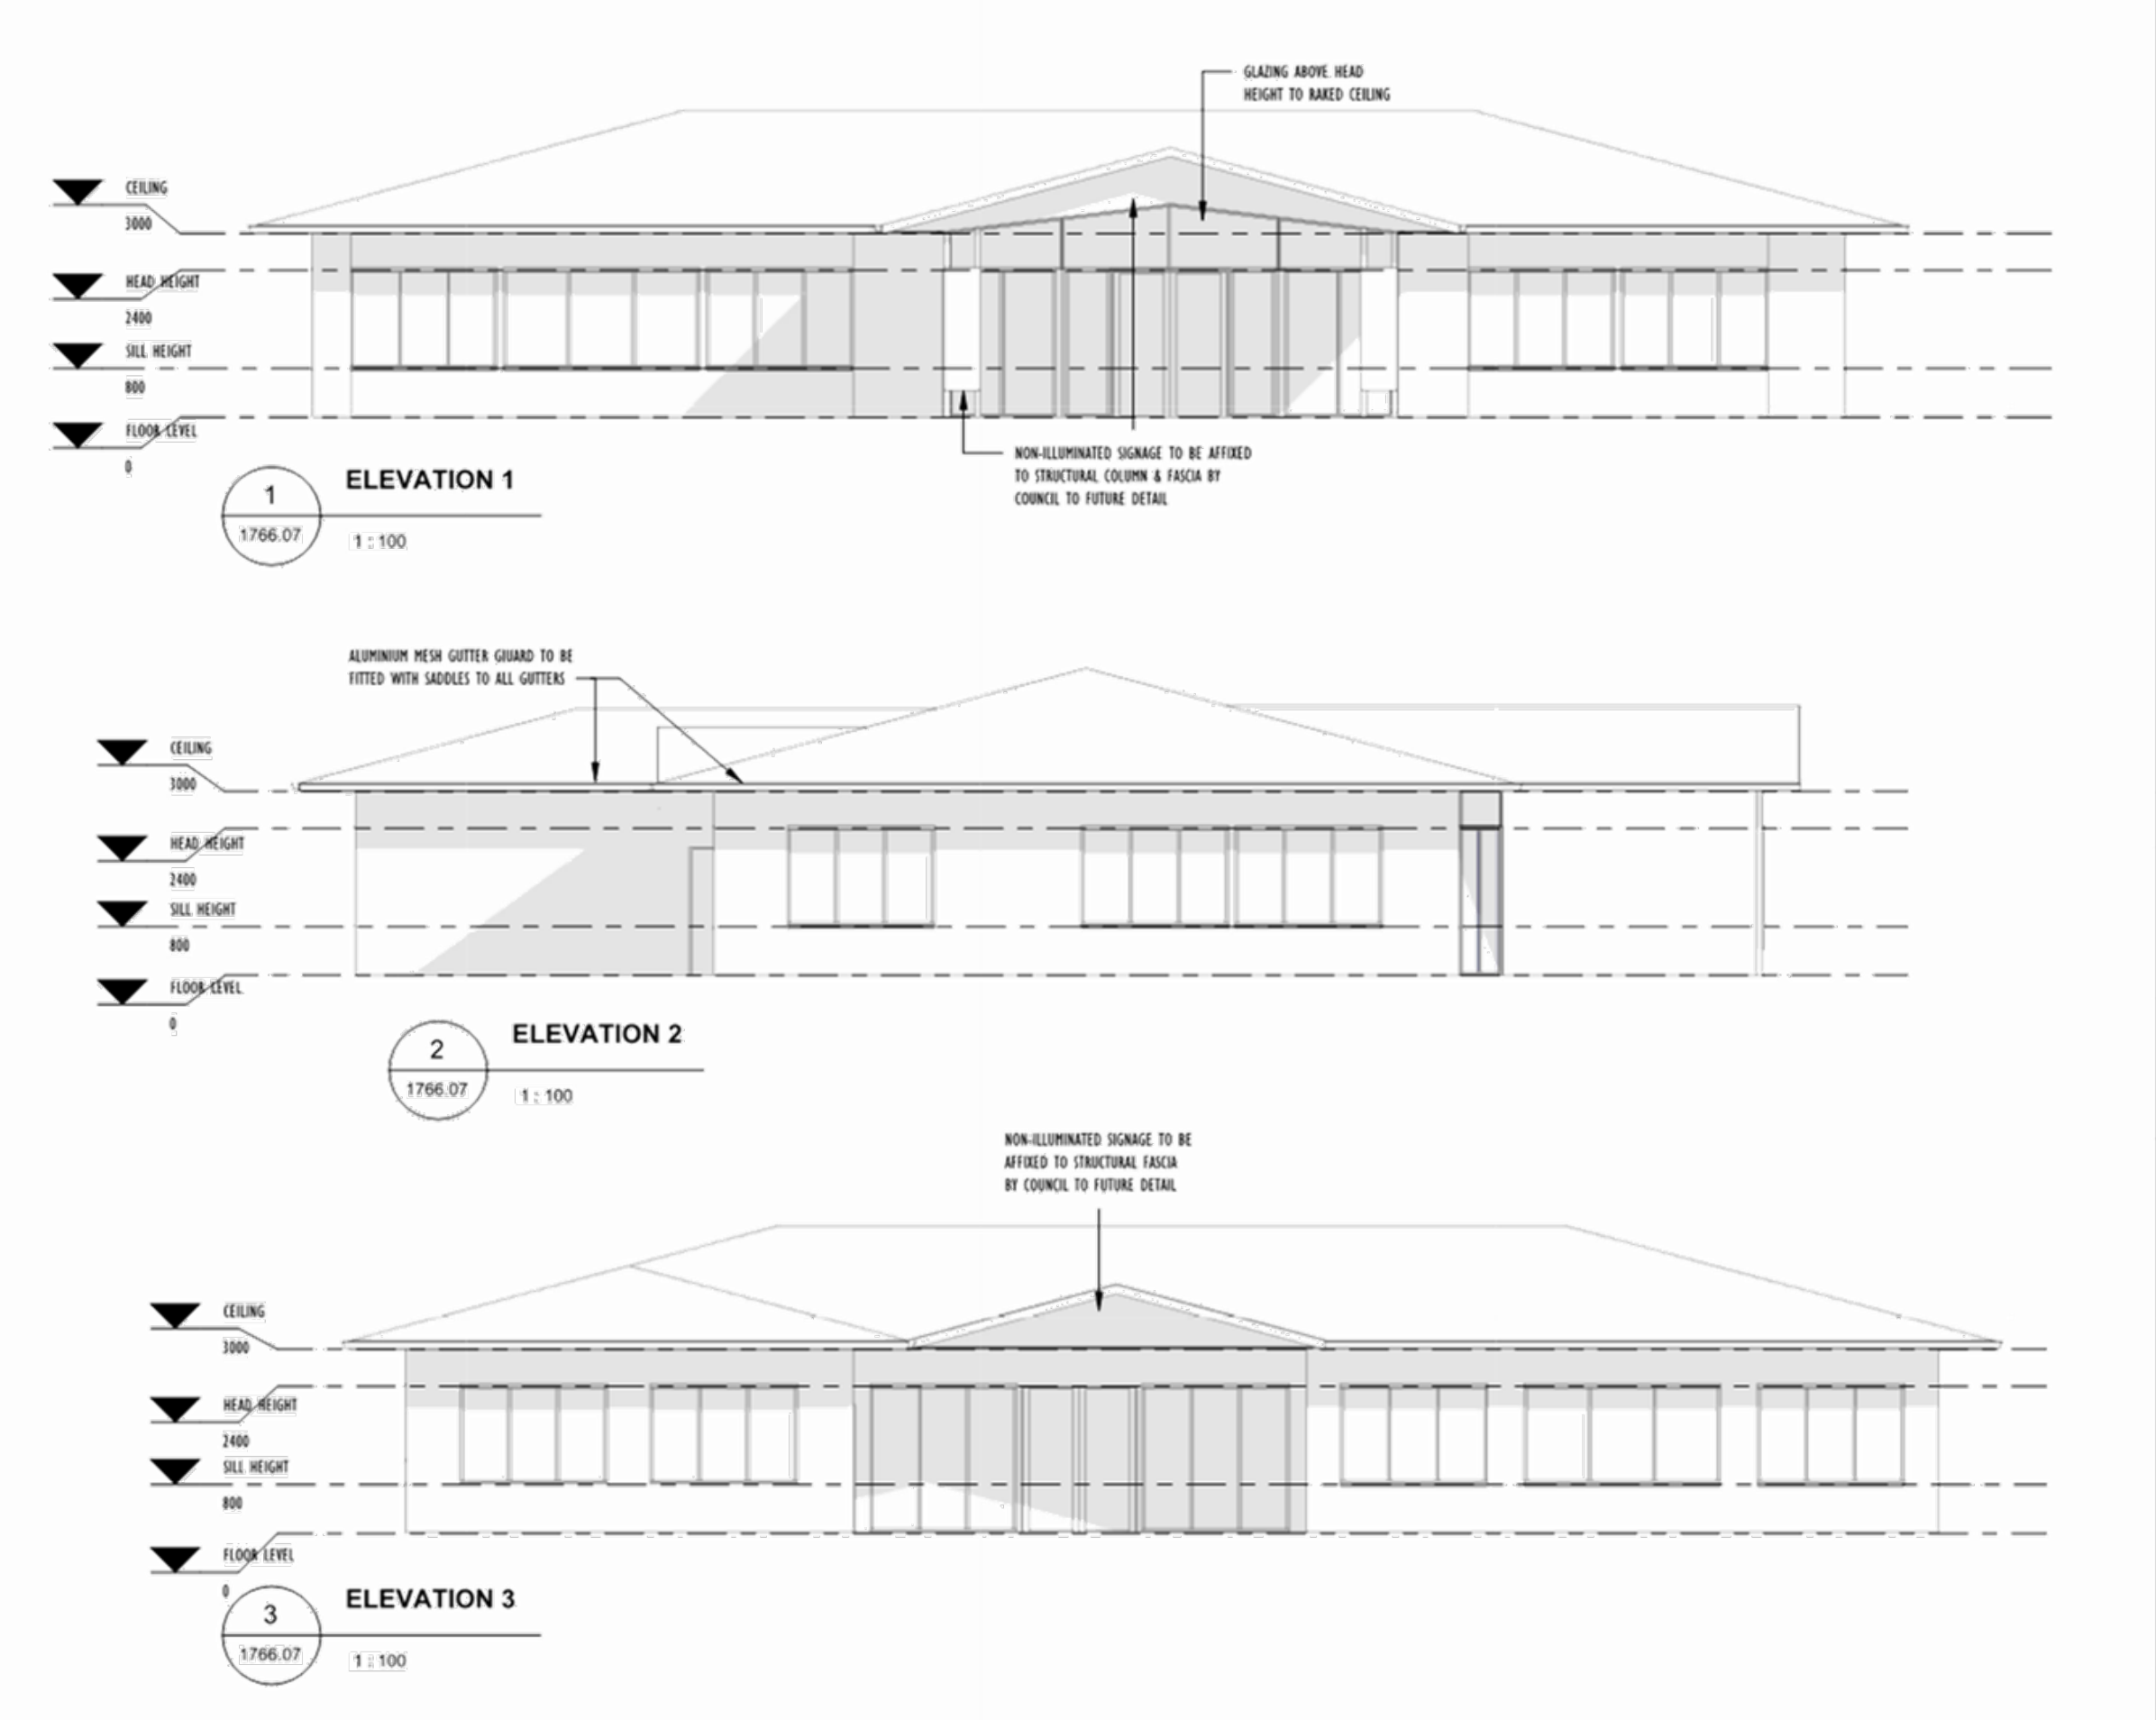 GLAZING ABOVE HEAD
HEIGHT TO RAKED CEILING
CEILING
3000
HEAD HEIGHT
2400
SILL HEIGHT
800
FLOOR LEVEL
0
NON-ILLUMINATED SIGNAGE TO BE AFFIXED
TO STRUCTURAL COLUMN & FASCIA BY
COUNCIL TO FUTURE DETAIL
1
1766.07
ELEVATION 1
1 : 100
ALUMINIUM MESH GUTTER GIUARD TO BE
FITTED WITH SADDLES TO ALL GUTTERS
CEILING
3000
HEAD HEIGHT
2400
SILL HEIGHT
800
FLOOR LEVEL
0
2
1766.07
ELEVATION 2
1 : 100
NON-ILLUMINATED SIGNAGE TO BE
AFFIXED TO STRUCTURAL FASCIA
BY COUNCIL TO FUTURE DETAIL
CEILING
3000
HEAD HEIGHT
2400
SILL HEIGHT
800
FLOOR LEVEL
0
3
1766.07
ELEVATION 3
1 : 100